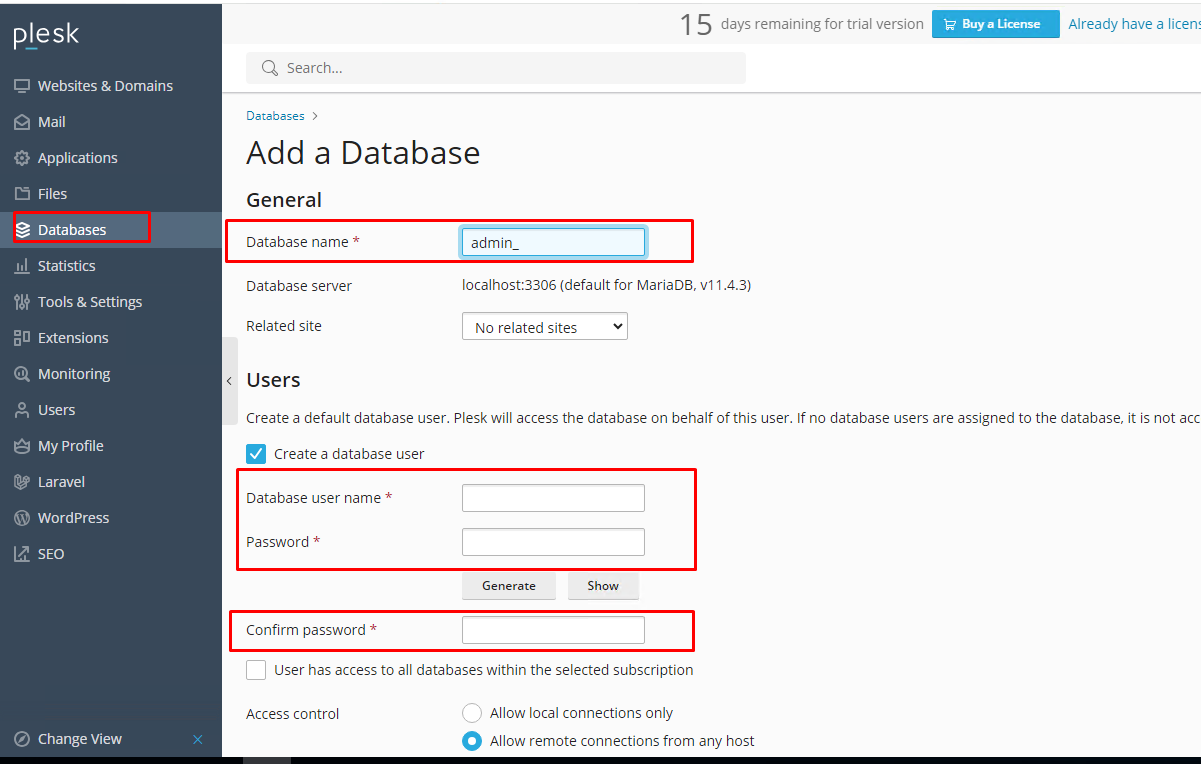 plesk
15 days remaining for trial version Buy a License Already have a licens
Search...
Websites & Domains
Mail
Applications
Files
Databases
Statistics
Tools & Settings
Extensions
Monitoring
Users
My Profile
Laravel
WordPress
SEO
Change View
Databases >
Add a Database
General
Database name *
admin_
Database server localhost:3306 (default for MariaDB, v11.4.3)
Related site No related sites
Users
Create a default database user. Plesk will access the database on behalf of this user. If no database users are assigned to the database, it is not acc
Create a database user
Database user name *
Password *
Generate Show
Confirm password *
User has access to all databases within the selected subscription
Access control
Allow local connections only
Allow remote connections from any host